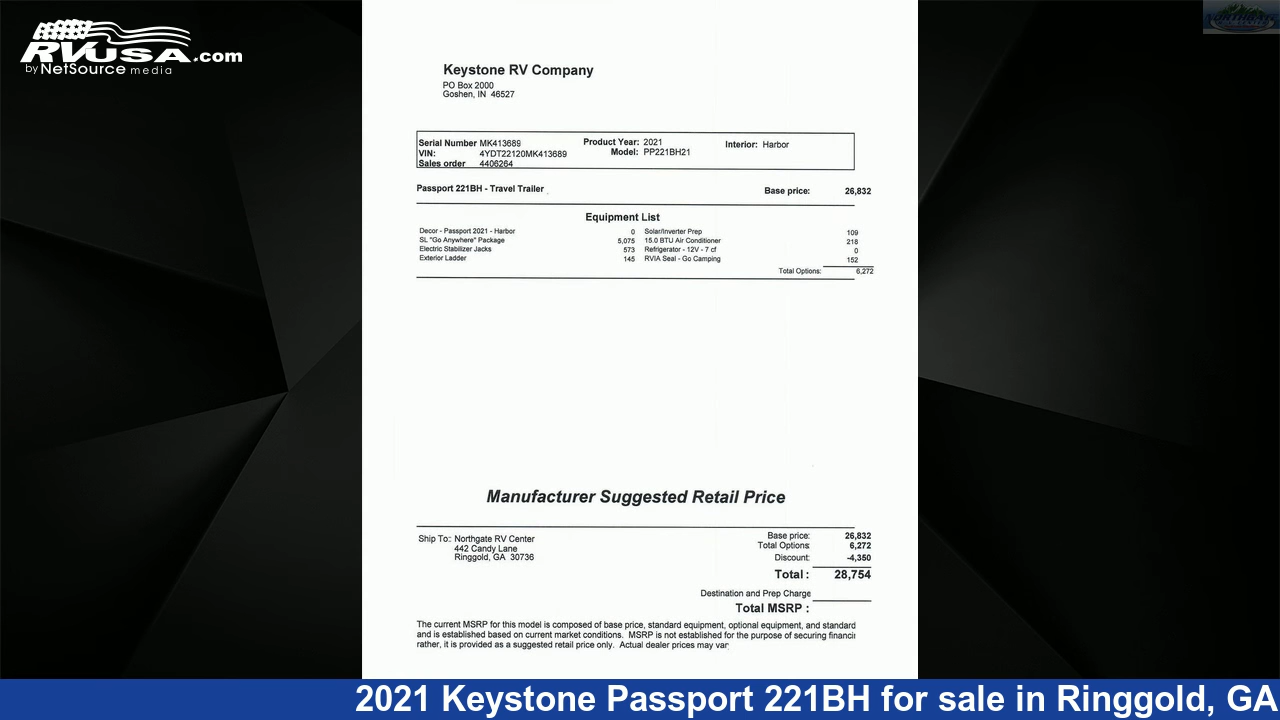 RVUSA.com
by NetSource media
Keystone RV Company
PO Box 2000
Goshen, IN 46527
Serial Number MK413689
VIN: 4YDT22120MK413689
Sales order 4406264
Product Year: 2021
Model: PP221BH21
Interior: Harbor
Passport 221BH - Travel Trailer
Base price: 26,832
Equipment List
Decor - Passport 2021 - Harbor 0
SL "Go Anywhere" Package 5,075
Electric Stabilizer Jacks 573
Exterior Ladder 145
Solar/Inverter Prep 109
15.0 BTU Air Conditioner 218
Refrigerator - 12V - 7 cf 0
RVIA Seal - Go Camping 152
Total Options: 6,272
Manufacturer Suggested Retail Price
Ship To: Northgate RV Center
442 Candy Lane
Ringgold, GA 30736
Base price: 26,832
Total Options: 6,272
Discount: -4,350
Total : 28,754
Destination and Prep Charge
Total MSRP :
The current MSRP for this model is composed of base price, standard equipment, optional equipment, and standard
and is established based on current market conditions. MSRP is not established for the purpose of securing financi
rather, it is provided as a suggested retail price only. Actual dealer prices may vary
2021 Keystone Passport 221BH for sale in Ringgold, GA